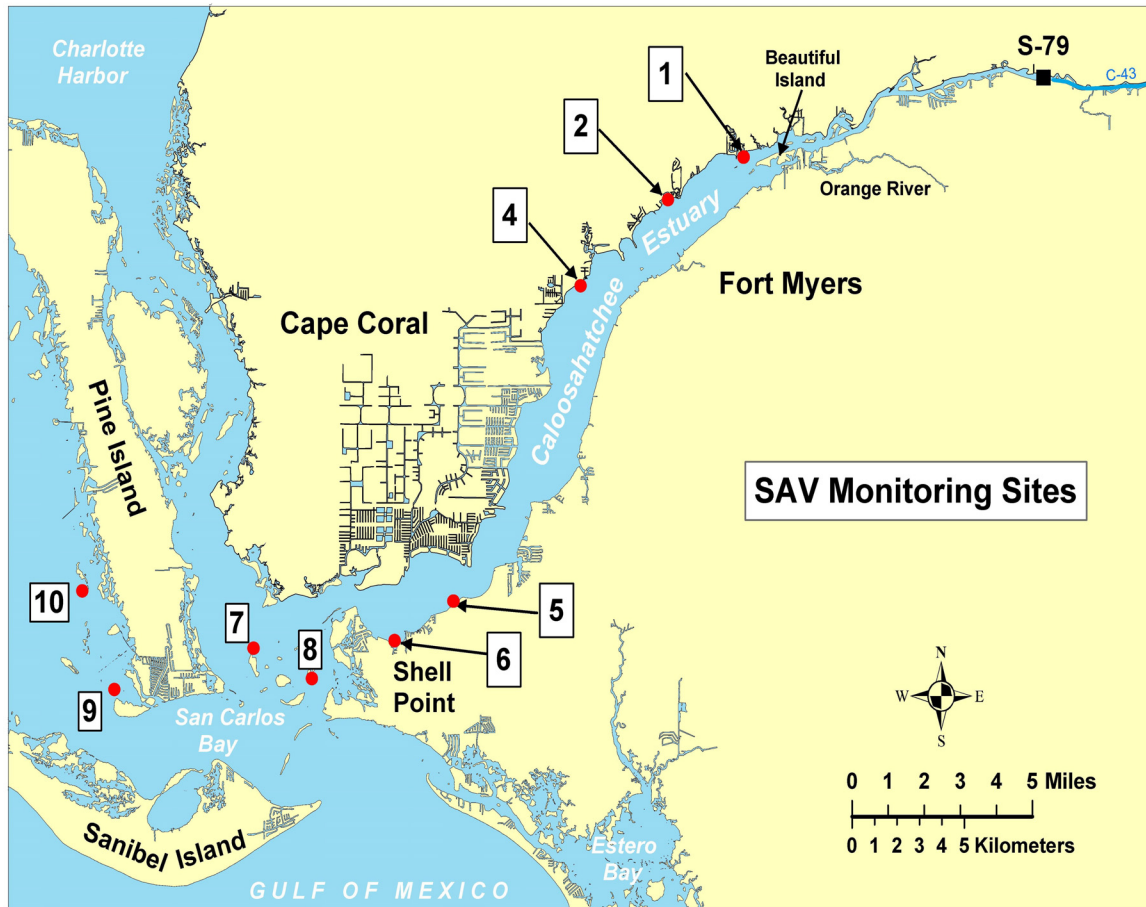 Charlotte
Harbor
S-79
C-43
Beautiful
Island
1
2
Orange River
4
Estuary
Fort Myers
Cape Coral
Caloosahatchee
Pine Island
SAV Monitoring Sites
10
7
8
5
6
Shell
Point
9
San Carlos
Bay
N
W
E
S
0 1 2 3 4 5 Miles
0 1 2 3 4 5 Kilometers
Sanibel Island
Estero
Bay
GULF OF MEXICO